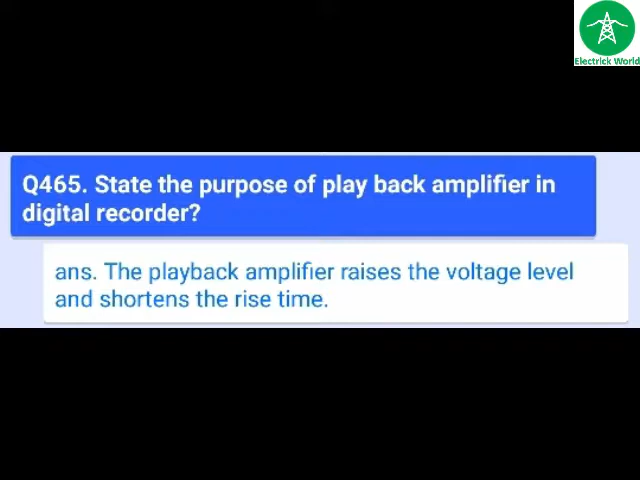 Electrick World
Q465. State the purpose of play back amplifier in
digital recorder?
ans. The playback amplifier raises the voltage level
and shortens the rise time.